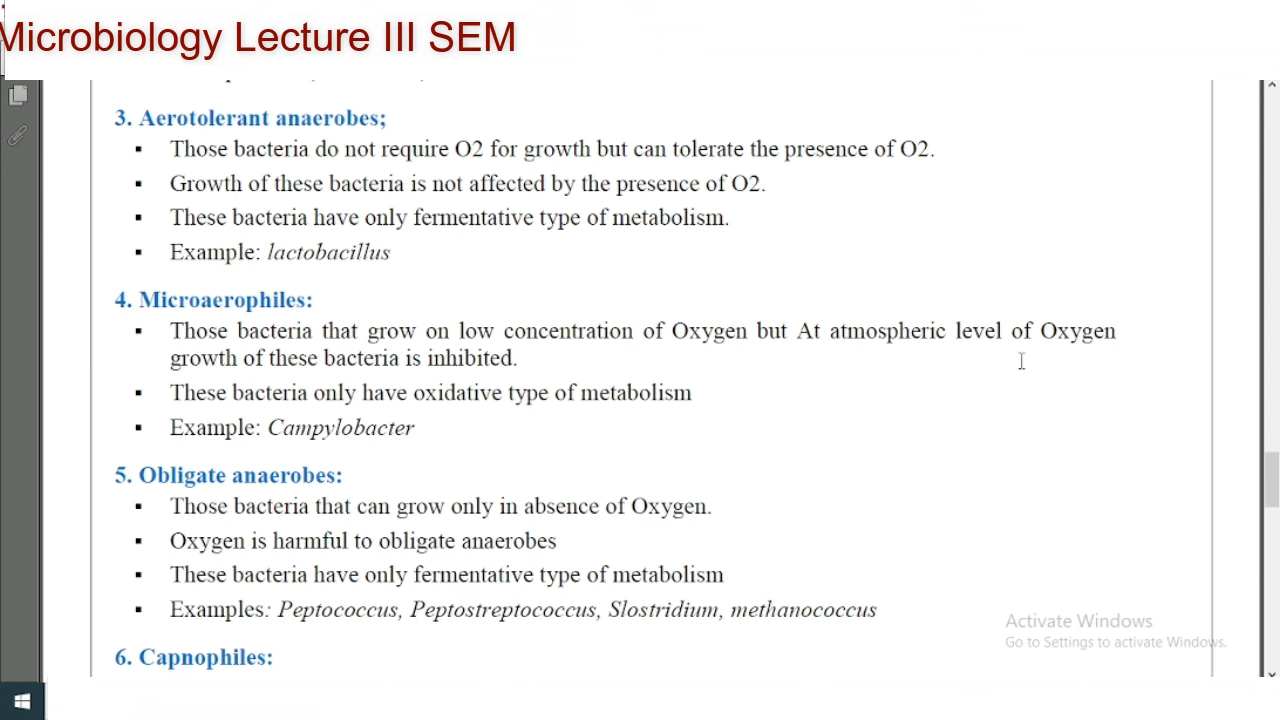 Microbiology Lecture III SEM
3. Aerotolerant anaerobes;
▪ Those bacteria do not require O2 for growth but can tolerate the presence of O2.
▪ Growth of these bacteria is not affected by the presence of O2.
▪ These bacteria have only fermentative type of metabolism.
▪ Example: lactobacillus
4. Microaerophiles:
▪ Those bacteria that grow on low concentration of Oxygen but At atmospheric level of Oxygen
growth of these bacteria is inhibited.
▪ These bacteria only have oxidative type of metabolism
▪ Example: Campylobacter
5. Obligate anaerobes:
▪ Those bacteria that can grow only in absence of Oxygen.
▪ Oxygen is harmful to obligate anaerobes
▪ These bacteria have only fermentative type of metabolism
▪ Examples: Peptococcus, Peptostreptococcus, Slostridium, methanococcus
Activate Windows
Go to Settings to activate Windows.
6. Capnophiles: